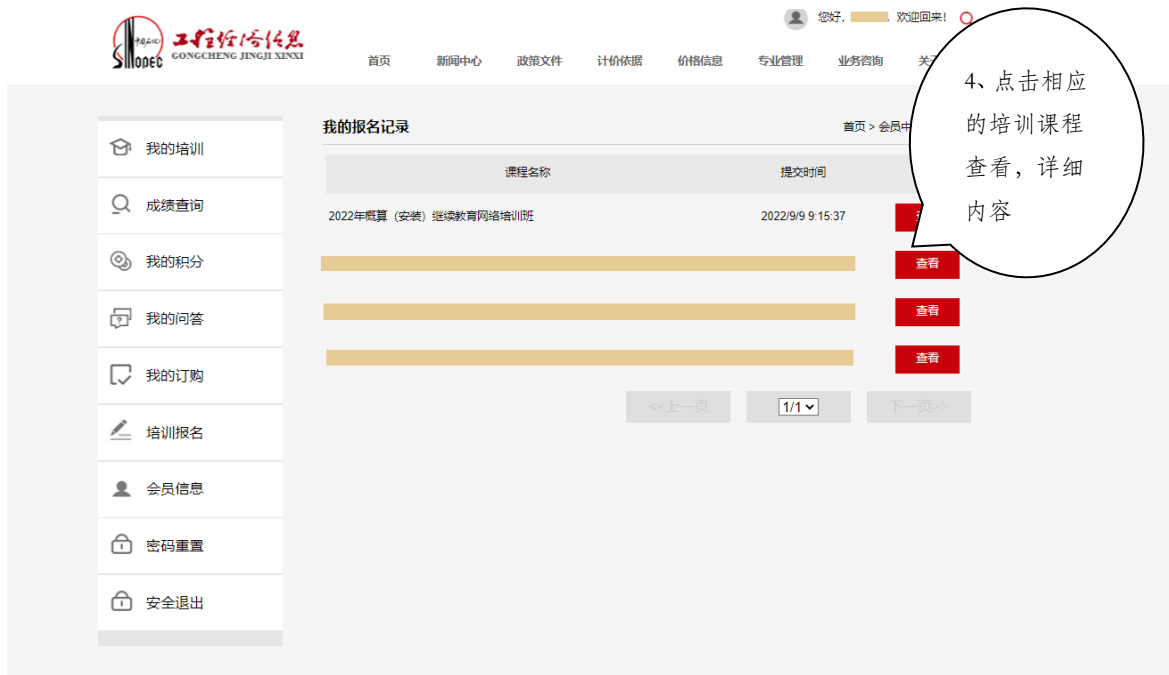 您好,
欢迎回来!
中国石化
SINOPEC
工程经济信息
GONGCHENG JINGJI XINXI
首页 新闻中心 政策文件 计价依据 价格信息 专业管理 业务咨询
4、点击相应
的培训课程
查看，详细
内容
我的报名记录
首页 > 会员中
课程名称 提交时间
2022年概算（安装）继续教育网络培训班 2022/9/9 9:15:37
查看
查看
查看
<<上一页 1/1 下一页>>
我的培训
成绩查询
我的积分
我的问答
我的订购
培训报名
会员信息
密码重置
安全退出